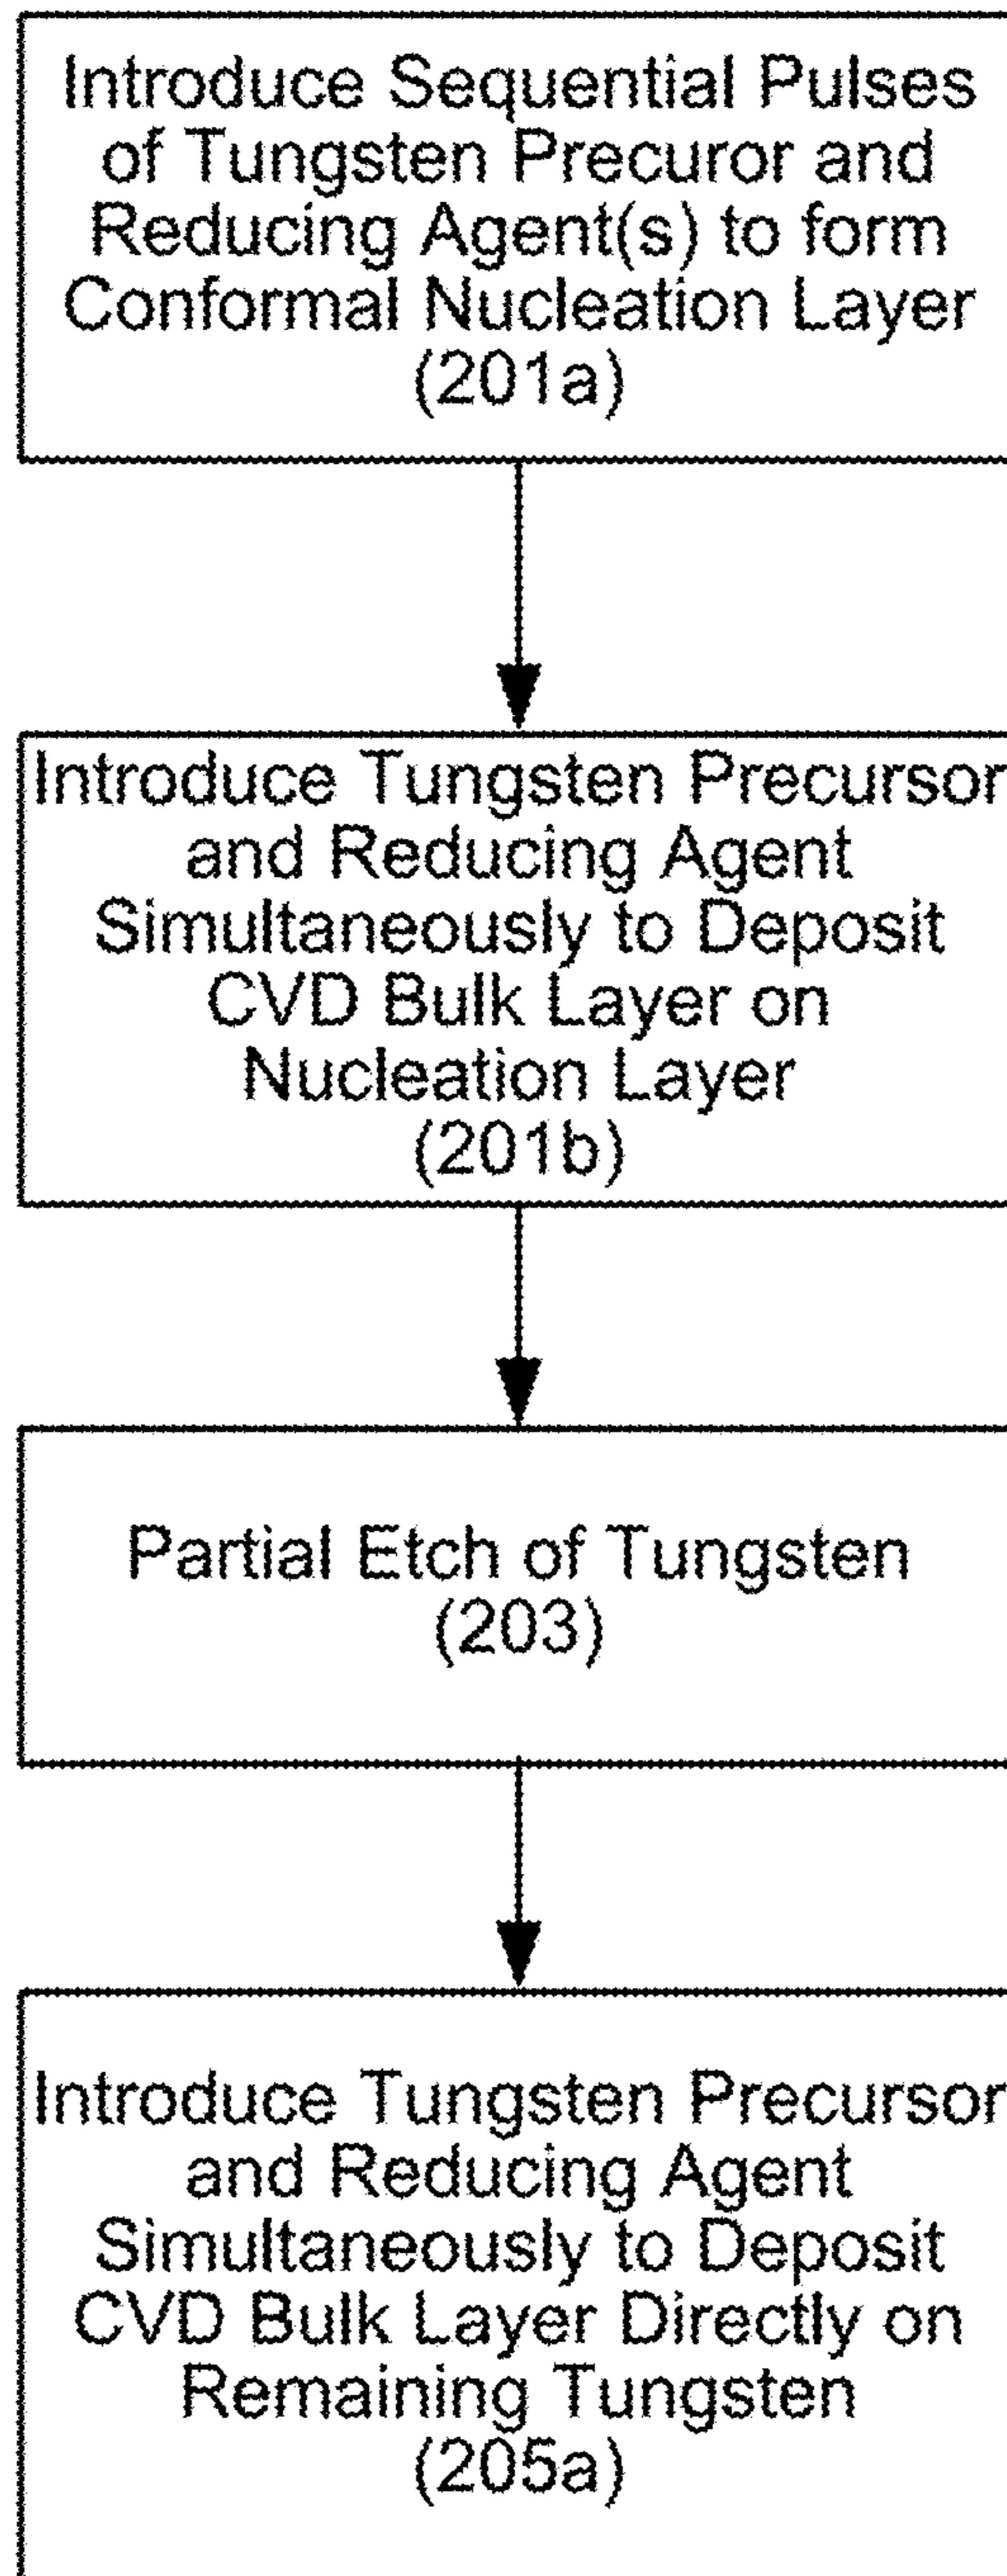 Introduce Sequential Pulses
of Tungsten Precuror and
Reducing Agent(s) to form
Conformal Nucleation Layer
(201a)
Introduce Tungsten Precursor
and Reducing Agent
Simultaneously to Deposit
CVD Bulk Layer on
Nucleation Layer
(201b)
Partial Etch of Tungsten
(203)
Introduce Tungsten Precursor
and Reducing Agent
Simultaneously to Deposit
CVD Bulk Layer Directly on
Remaining Tungsten
(205a)